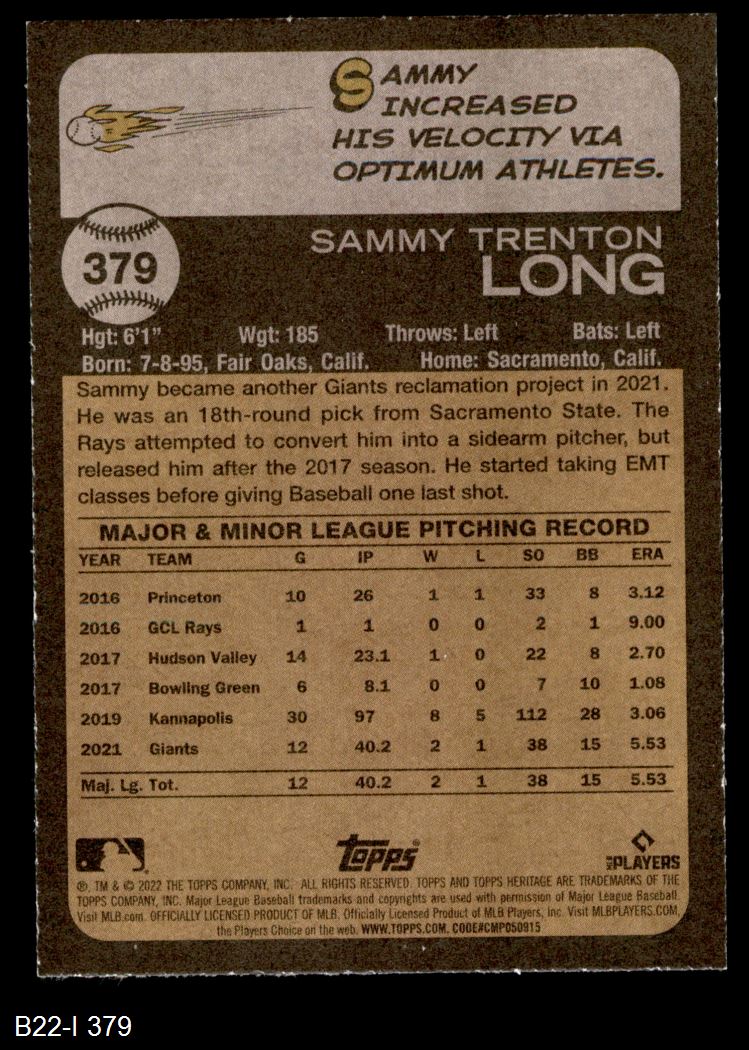 SAMMY
INCREASED
HIS VELOCITY VIA
OPTIMUM ATHLETES.
379
SAMMY TRENTON
LONG
Hgt: 6'1" Wgt: 185 Throws: Left Bats: Left
Born: 7-8-95, Fair Oaks, Calif. Home: Sacramento, Calif.
Sammy became another Giants reclamation project in 2021.
He was an 18th-round pick from Sacramento State. The
Rays attempted to convert him into a sidearm pitcher, but
released him after the 2017 season. He started taking EMT
classes before giving Baseball one last shot.
MAJOR & MINOR LEAGUE PITCHING RECORD
YEAR TEAM G IP W L SO BB ERA
2016 Princeton 10 26 1 1 33 8 3.12
2016 GCL Rays 1 1 0 0 2 1 9.00
2017 Hudson Valley 14 23.1 1 0 22 8 2.70
2017 Bowling Green 6 8.1 0 0 7 10 1.08
2019 Kannapolis 30 97 8 5 112 28 3.06
2021 Giants 12 40.2 2 1 38 15 5.53
Maj. Lg. Tot. 12 40.2 2 1 38 15 5.53
topps
MLB PLAYERS
®, TM & © 2022 THE TOPPS COMPANY, INC. ALL RIGHTS RESERVED. TOPPS AND TOPPS HERITAGE ARE TRADEMARKS OF THE
TOPPS COMPANY, INC. Major League Baseball trademarks and copyrights are used with permission of Major League Baseball.
Visit MLB.com. OFFICIALLY LICENSED PRODUCT OF MLB. Officially Licensed Product of MLB Players, Inc. Visit MLBPLAYERS.COM,
the Players Choice on the web. WWW.TOPPS.COM. CODE#CMP050915
B22-I 379